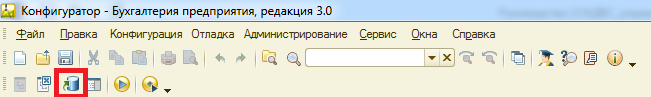 Конфигуратор - Бухгалтерия предприятия, редакция 3.0
Файл Правка Конфигурация Отладка Администрирование Сервис Окна Справка